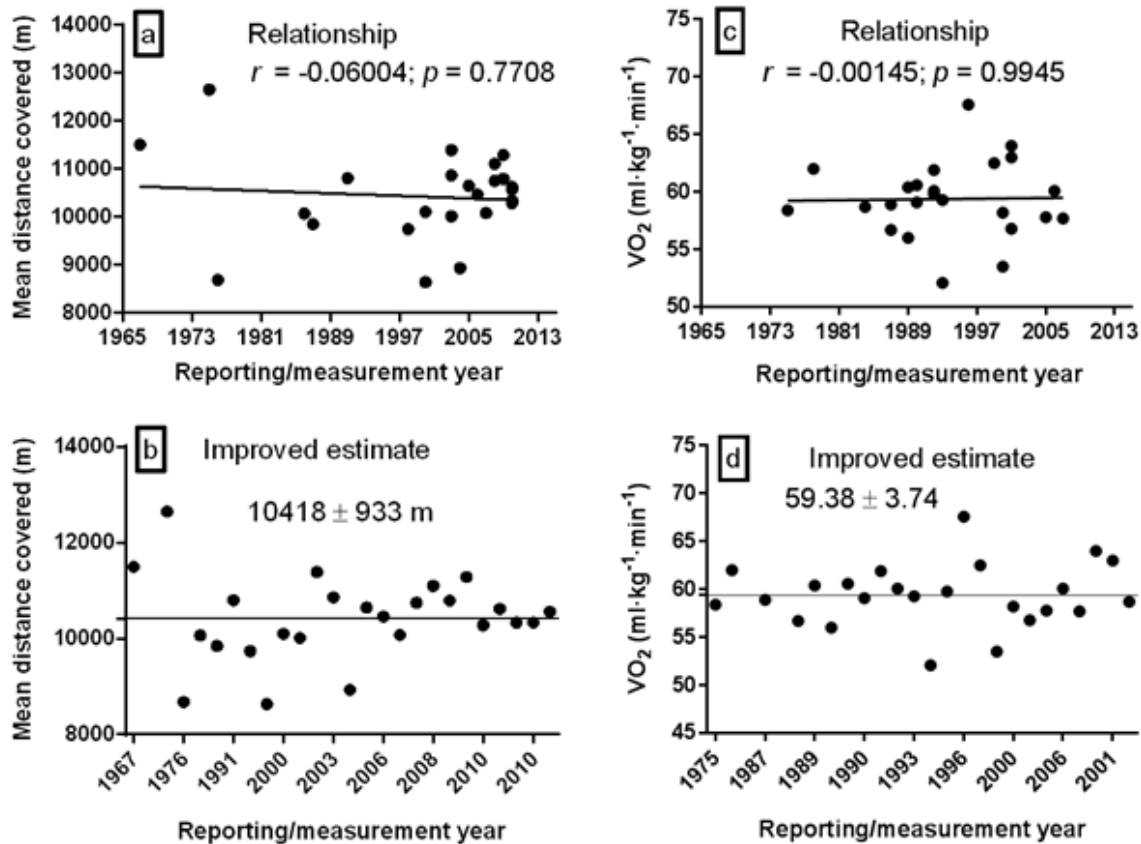 a
Relationship
r = -0.06004; p = 0.7708
Mean distance covered (m)
14000
13000
12000
11000
10000
9000
8000
1965 1973 1981 1989 1997 2005 2013
Reporting/measurement year
c
Relationship
r = -0.00145; p = 0.9945
VO₂ (ml·kg⁻¹·min⁻¹)
75
70
65
60
55
50
1965 1973 1981 1989 1997 2005 2013
Reporting/measurement year
b
Improved estimate
10418 ± 933 m
Mean distance covered (m)
14000
12000
10000
8000
1967 1976 1991 2000 2003 2006 2008 2010 2010
Reporting/measurement year
d
Improved estimate
59.38 ± 3.74
VO₂ (ml·kg⁻¹·min⁻¹)
75
70
65
60
55
50
45
1975 1987 1989 1990 1993 1996 2000 2006 2001
Reporting/measurement year